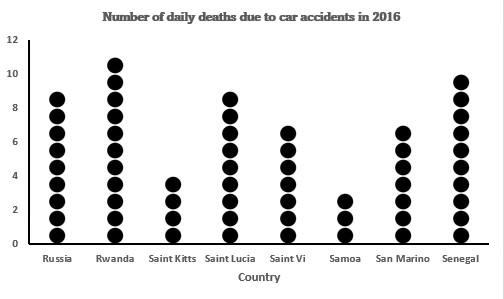 Number of daily deaths due to car accidents in 2016
12
10
8
6
4
2
0
Russia Rwanda Saint Kitts Saint Lucia Saint Vi Samoa San Marino Senegal
Country